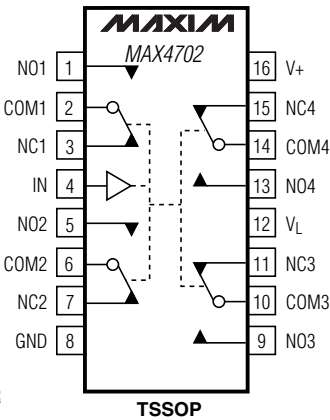 MAXIM
MAX4702
NO1 1 16 V+
COM1 2 15 NC4
NC1 3 14 COM4
IN 4 13 NO4
NO2 5 12 VL
COM2 6 11 NC3
NC2 7 10 COM3
GND 8 9 NO3
TSSOP